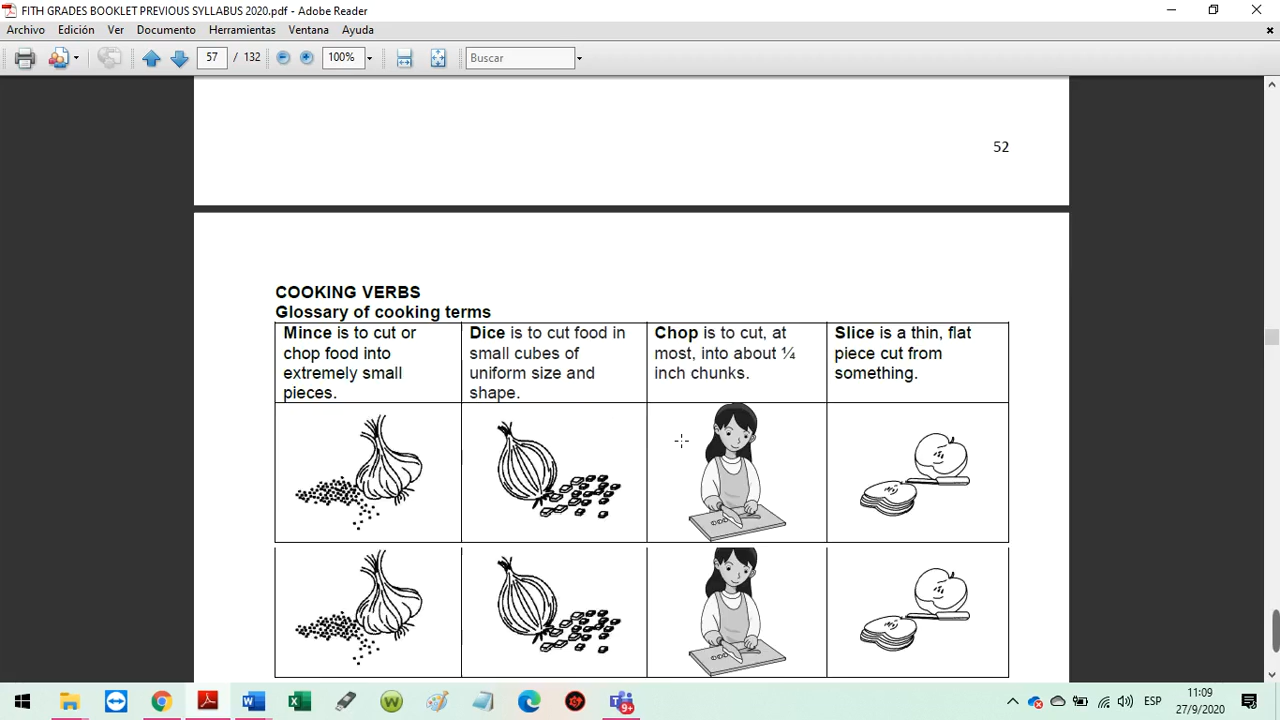 FITH GRADES BOOKLET PREVIOUS SYLLABUS 2020.pdf - Adobe Reader
Archivo Edición Ver Documento Herramientas Ventana Ayuda
57 / 132 100% Buscar
52
COOKING VERBS
Glossary of cooking terms
Mince is to cut or
chop food into
extremely small
pieces.
Dice is to cut food in
small cubes of
uniform size and
shape.
Chop is to cut, at
most, into about ¼
inch chunks.
Slice is a thin, flat
piece cut from
something.
9+
ESP
11:09
27/9/2020